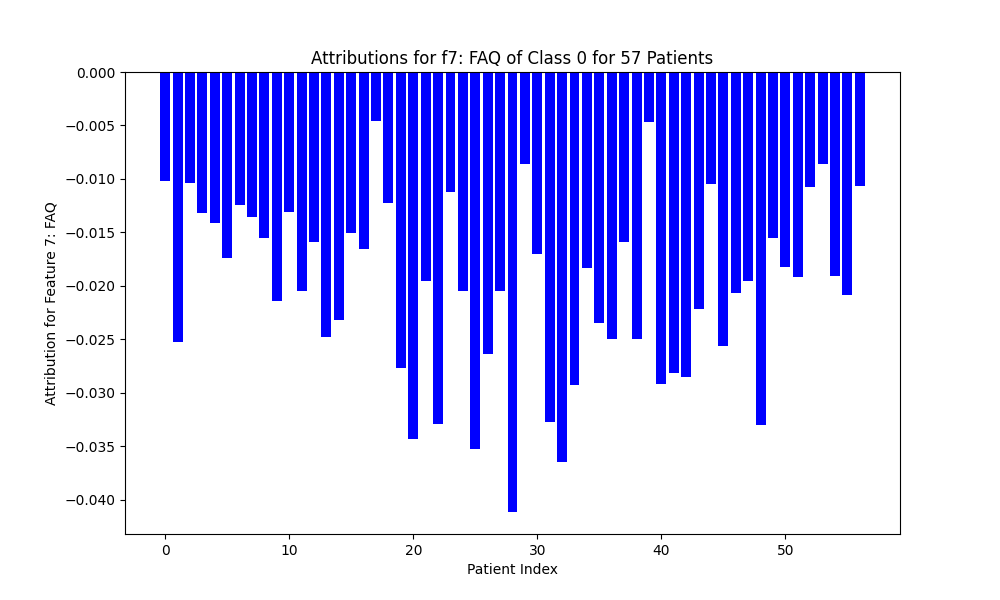 Attributions for f7: FAQ of Class 0 for 57 Patients
Attribution for Feature 7: FAQ
0.000
−0.005
−0.010
−0.015
−0.020
−0.025
−0.030
−0.035
−0.040
0 10 20 30 40 50
Patient Index